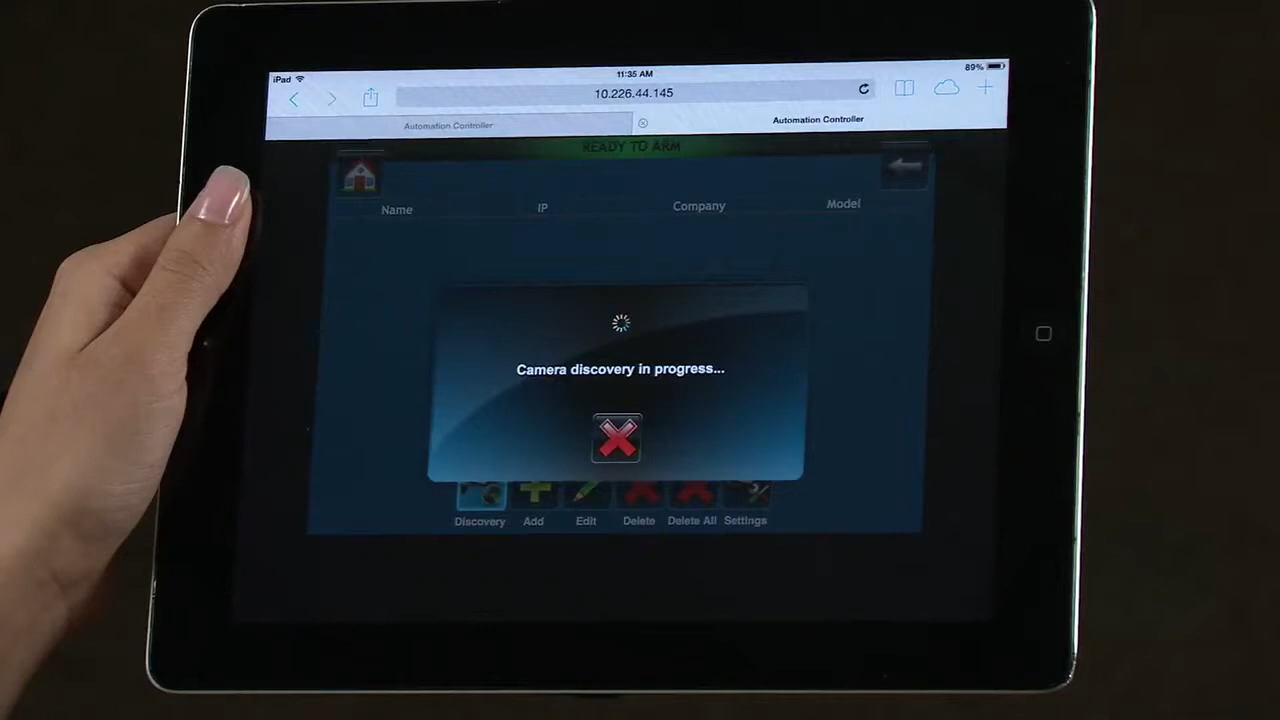 iPad
11:35 AM
89%
10.226.44.145
Automation Controller
Automation Controller
READY TO ARM
Name IP Company Model
Camera discovery in progress...
Discovery Add Edit Delete Delete All Settings